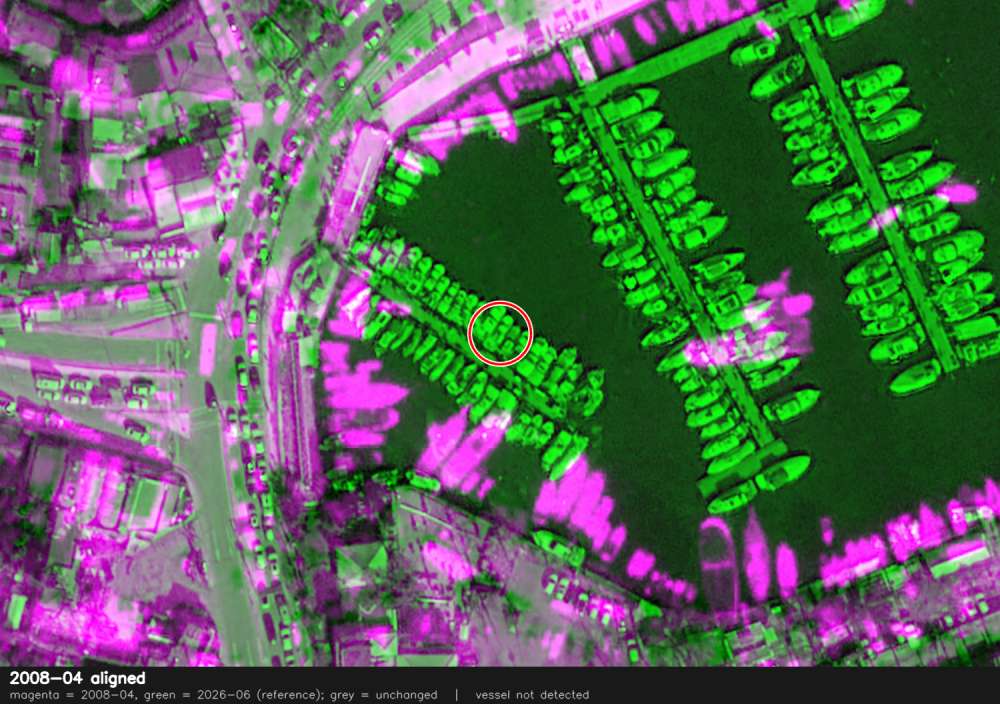 2008-04 aligned
magenta = 2008-04, green = 2026-06 (reference); grey = unchanged | vessel not detected